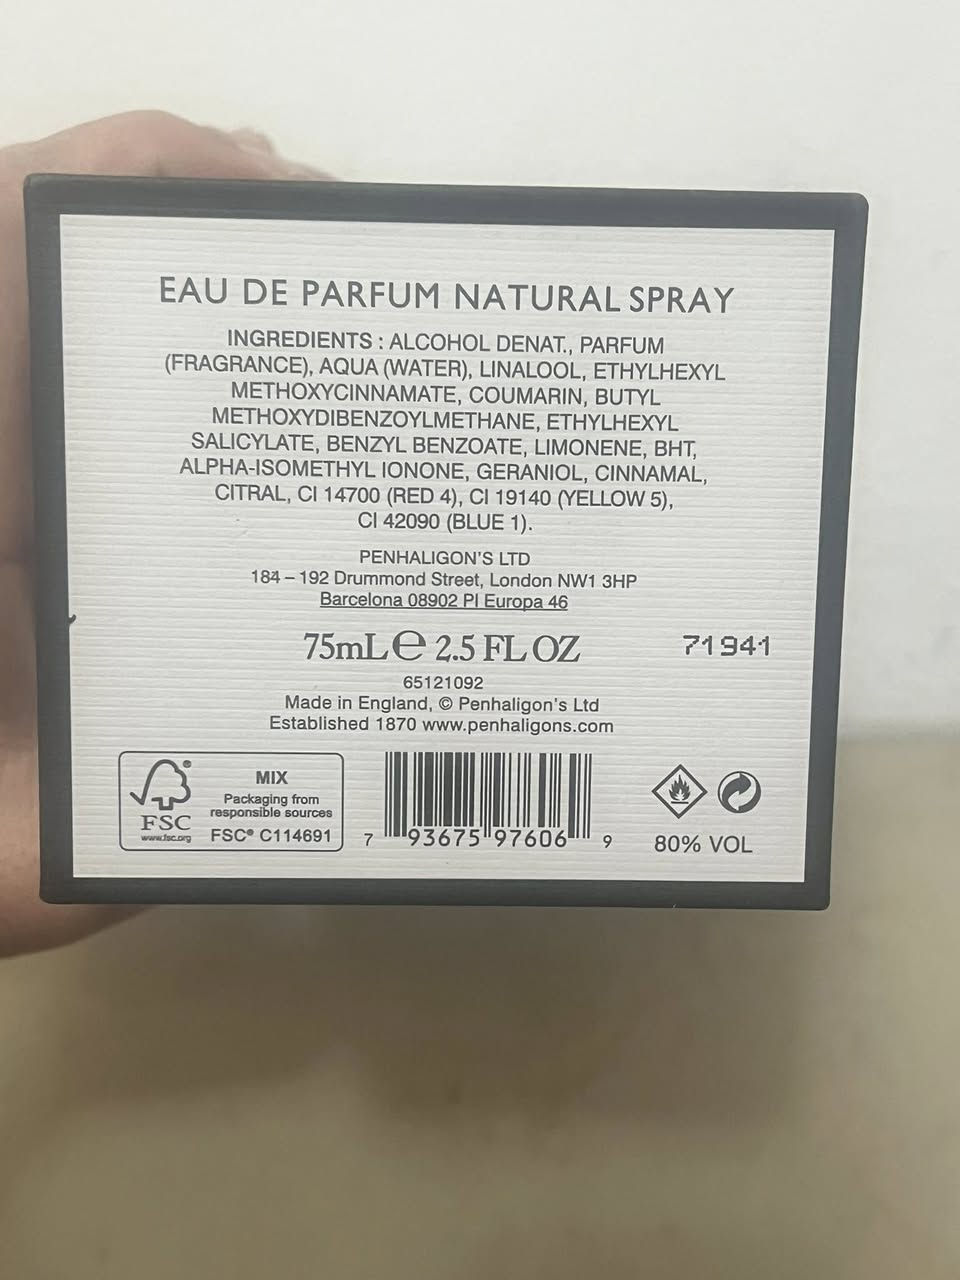 EAU DE PARFUM NATURAL SPRAY
INGREDIENTS : ALCOHOL DENAT., PARFUM
(FRAGRANCE), AQUA (WATER), LINALOOL, ETHYLHEXYL
METHOXYCINNAMATE, COUMARIN, BUTYL
METHOXYDIBENZOYLMETHANE, ETHYLHEXYL
SALICYLATE, BENZYL BENZOATE, LIMONENE, BHT,
ALPHA-ISOMETHYL IONONE, GERANIOL, CINNAMAL,
CITRAL, CI 14700 (RED 4), CI 19140 (YELLOW 5),
CI 42090 (BLUE 1).
PENHALIGON'S LTD
184 – 192 Drummond Street, London NW1 3HP
Barcelona 08902 Pl Europa 46
75mL ℮ 2.5 FL OZ
71941
65121092
Made in England, © Penhaligon's Ltd
Established 1870 www.penhaligons.com
FSC
www.fsc.org
MIX
Packaging from
responsible sources
FSC® C114691
7 93675 97606 9
80% VOL